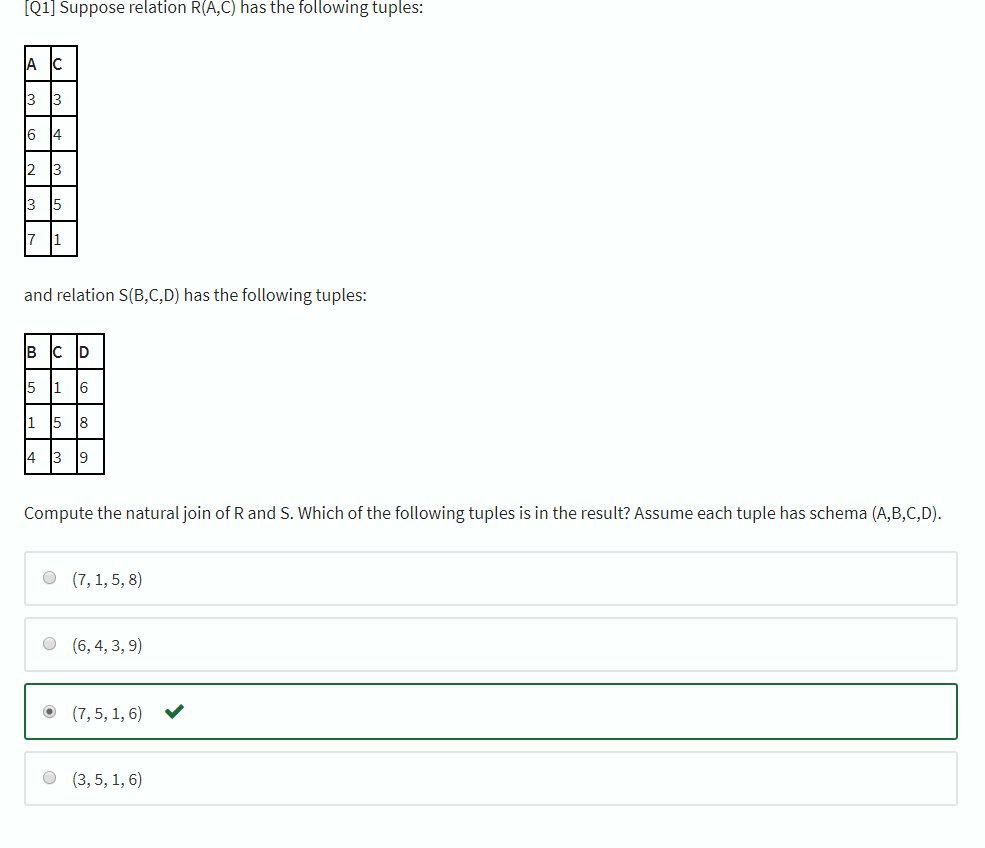 [Q1] Suppose relation R(A,C) has the following tuples:
A C
3 3
6 4
2 3
3 5
7 1
and relation S(B,C,D) has the following tuples:
B C D
5 1 6
1 5 8
4 3 9
Compute the natural join of R and S. Which of the following tuples is in the result? Assume each tuple has schema (A,B,C,D).
(7, 1, 5, 8)
(6, 4, 3, 9)
(7, 5, 1, 6)
(3, 5, 1, 6)